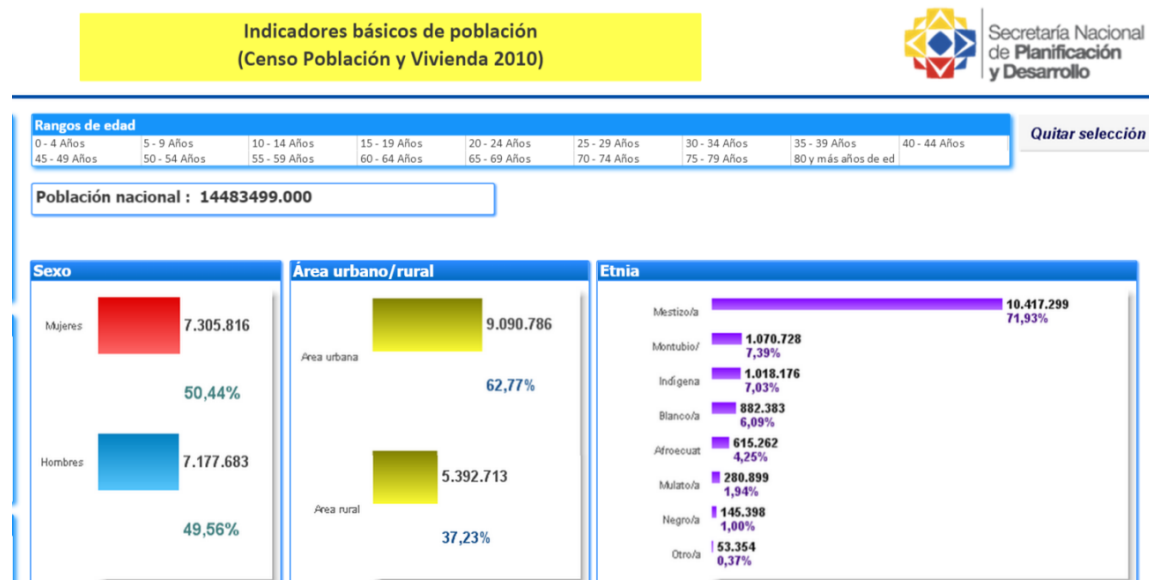 Indicadores básicos de población
(Censo Población y Vivienda 2010)
Secretaría Nacional
de Planificación
y Desarrollo
Rangos de edad
0 - 4 Años 5 - 9 Años 10 - 14 Años 15 - 19 Años 20 - 24 Años 25 - 29 Años 30 - 34 Años 35 - 39 Años 40 - 44 Años
45 - 49 Años 50 - 54 Años 55 - 59 Años 60 - 64 Años 65 - 69 Años 70 - 74 Años 75 - 79 Años 80 y más años de ed
Quitar selección
Población nacional : 14483499.000
Sexo
Mujeres 7.305.816
50,44%
Hombres 7.177.683
49,56%
Área urbano/rural
Area urbana 9.090.786
62,77%
Area rural 5.392.713
37,23%
Etnia
Mestizo/a 10.417.299
71,93%
Montubio/ 1.070.728
7,39%
Indígena 1.018.176
7,03%
Blanco/a 882.383
6,09%
Afroecuat 615.262
4,25%
Mulato/a 280.899
1,94%
Negro/a 145.398
1,00%
Otro/a 53.354
0,37%